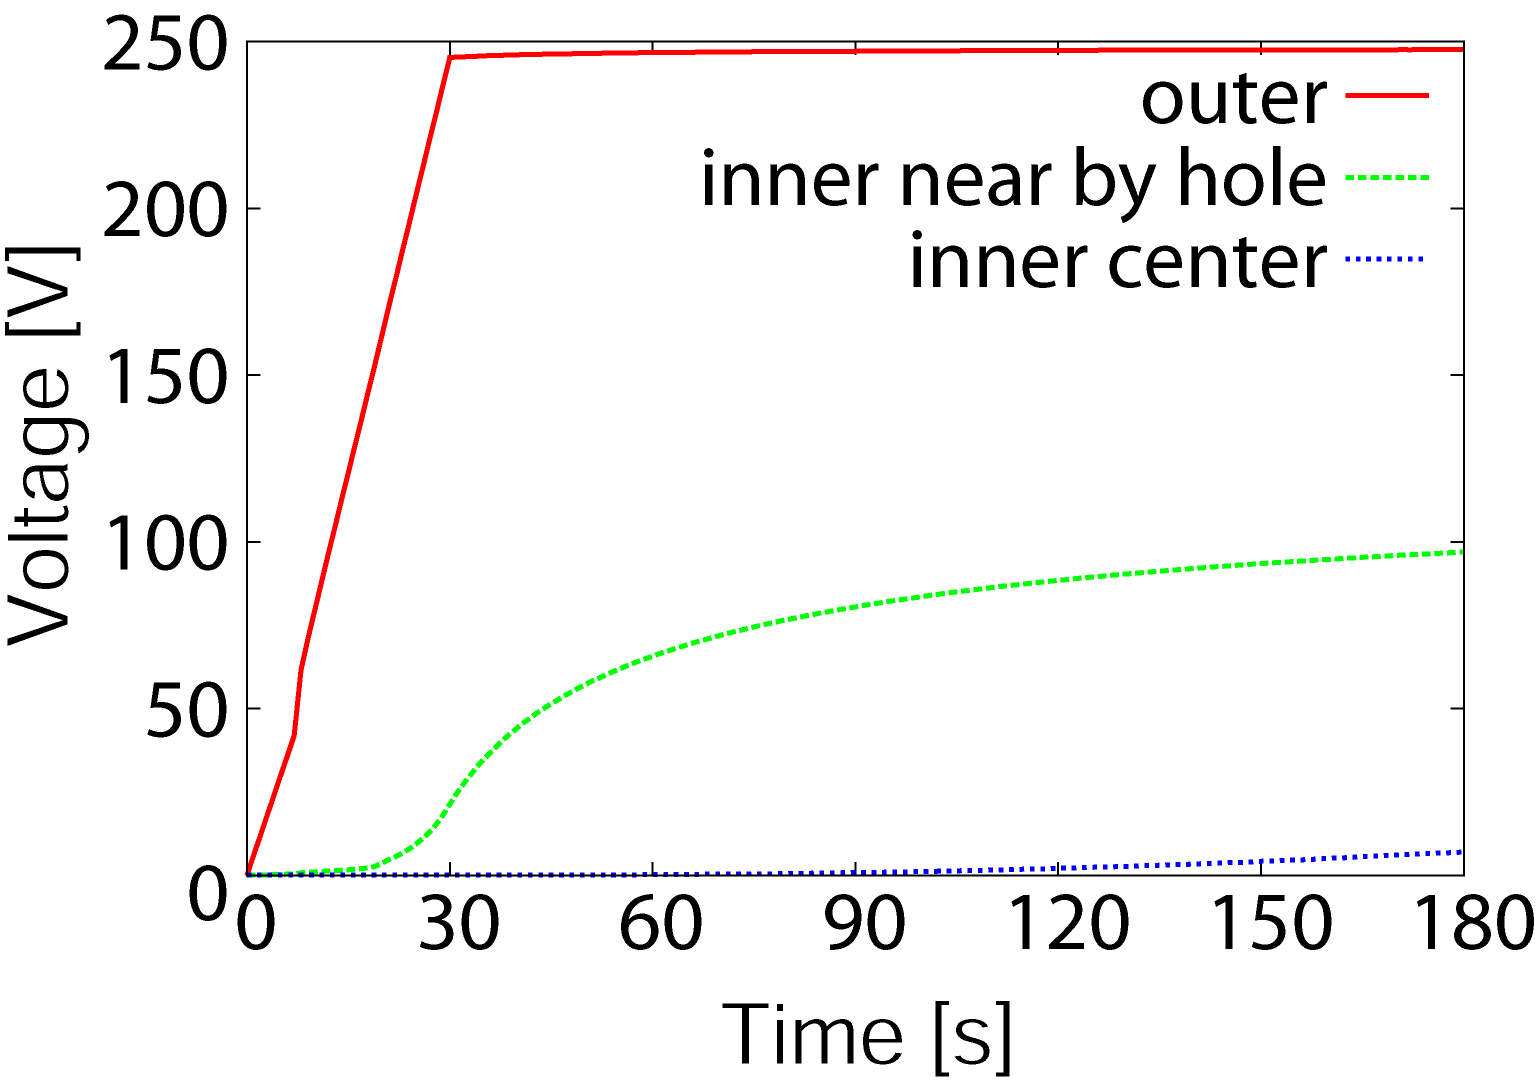 250
200
150
100
50
0
Voltage [V]
outer
inner near by hole
inner center
0 30 60 90 120 150 180
Time [s]